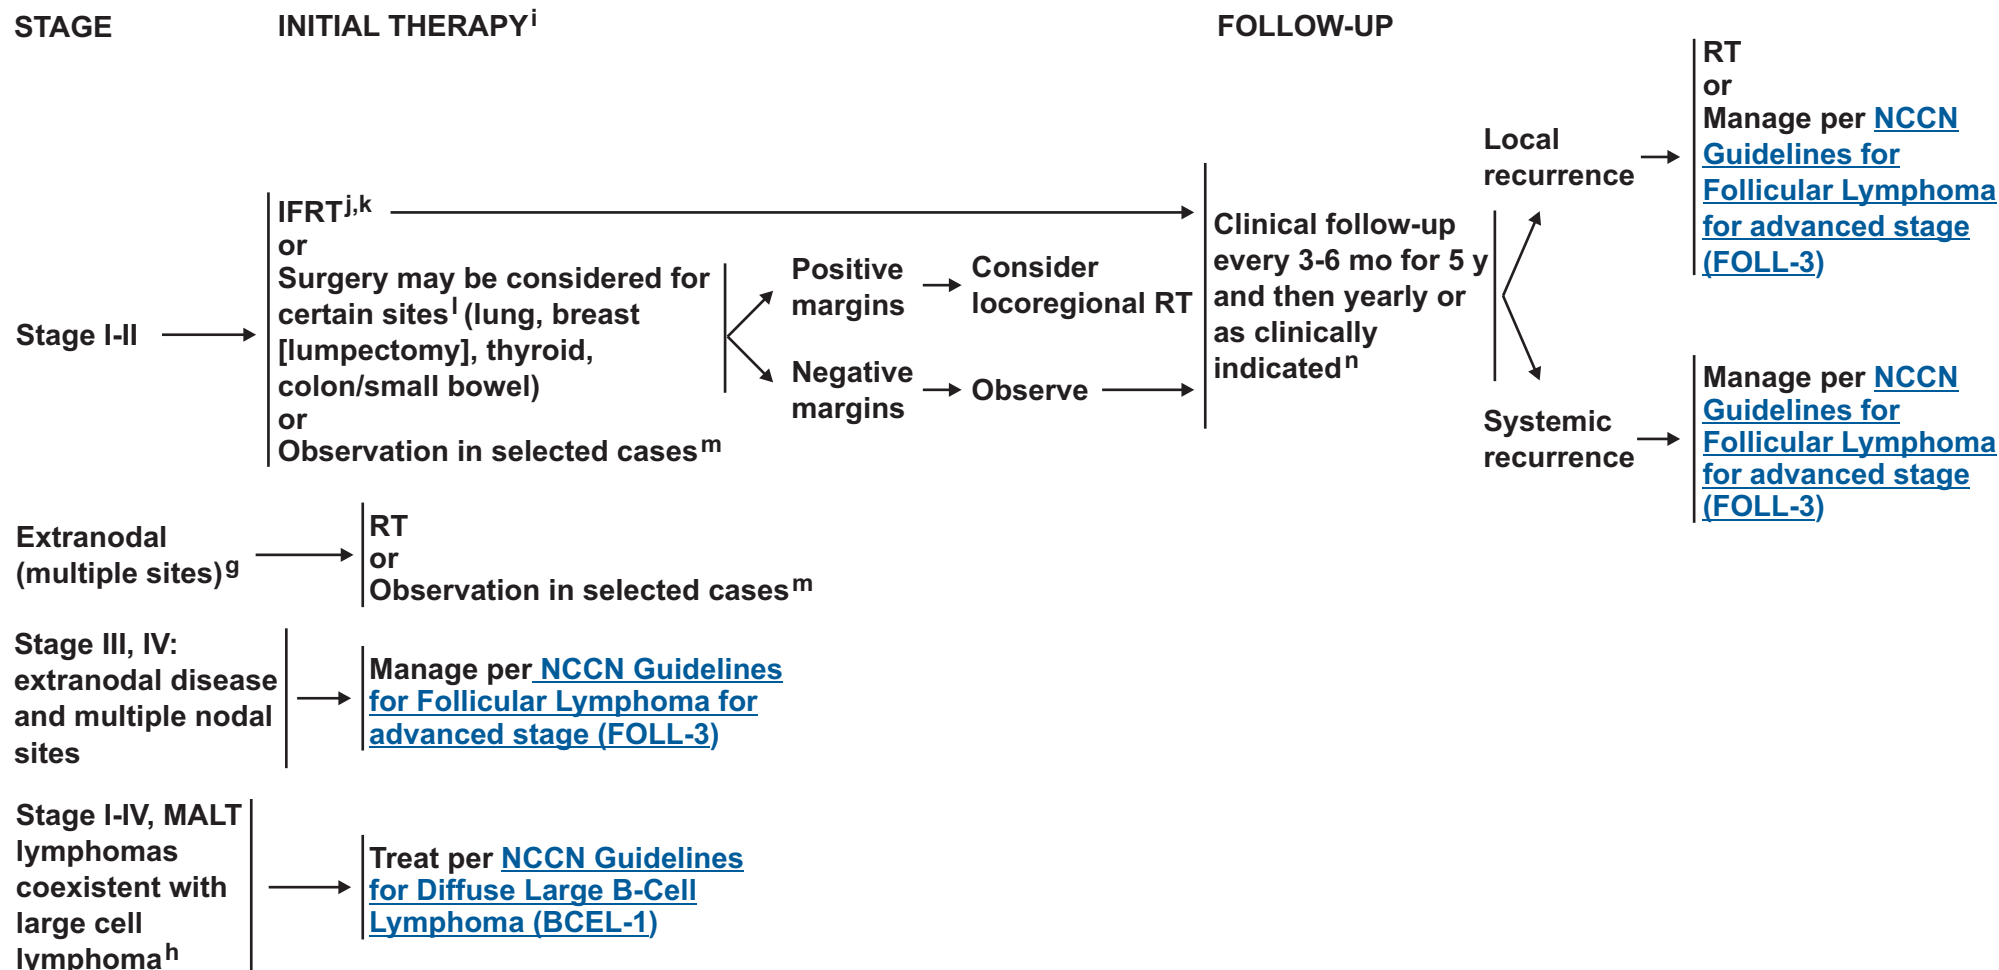 STAGE
INITIAL THERAPYi
FOLLOW-UP
Stage I-II
IFRTj,k
or
Surgery may be considered for
certain sitesl (lung, breast
[lumpectomy], thyroid,
colon/small bowel)
or
Observation in selected casesm
Positive
margins
Consider
locoregional RT
Negative
margins
Observe
Clinical follow-up
every 3-6 mo for 5 y
and then yearly or
as clinically
indicatedn
Local
recurrence
RT
or
Manage per NCCN
Guidelines for
Follicular Lymphoma
for advanced stage
(FOLL-3)
Systemic
recurrence
Manage per NCCN
Guidelines for
Follicular Lymphoma
for advanced stage
(FOLL-3)
Extranodal
(multiple sites)g
RT
or
Observation in selected casesm
Stage III, IV:
extranodal disease
and multiple nodal
sites
Manage per NCCN Guidelines
for Follicular Lymphoma for
advanced stage (FOLL-3)
Stage I-IV, MALT
lymphomas
coexistent with
large cell
lymphomah
Treat per NCCN Guidelines
for Diffuse Large B-Cell
Lymphoma (BCEL-1)